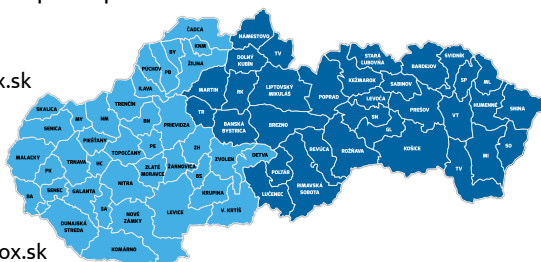 ČADCA
NÁMESTOVO
BY
KNM
TV
DOLNÝ
KUBÍN
PÚCHOV
PB
ŽILINA
STARÁ
ĽUBOVŇA
SVIDNÍK
BARDEJOV
x.sk
ILAVA
MARTIN
RK
LIPTOVSKÝ
MIKULÁŠ
POPRAD
KEŽMAROK
SABINOV
SP
ML
LEVOČA
HUMENNÉ
SNINA
SKALICA
TRENČÍN
TR
SN
PREŠOV
VT
SENICA
MY
NM
BN
PRIEVIDZA
BANSKÁ
BYSTRICA
BREZNO
GL
PIEŠŤANY
PE
ZH
REVÚCA
ROŽŇAVA
KOŠICE
SO
MALACKY
TRNAVA
HC
TOPOĽČANY
ZLATÉ
MORAVCE
ŽARNOVICA
ZVOLEN
DETVA
MI
PK
BS
POLTÁR
TV
BA
SENEC
GALANTA
NITRA
KRUPINA
LUČENEC
RIMAVSKÁ
SOBOTA
SA
NOVÉ
ZÁMKY
LEVICE
V. KRTÍŠ
DUNAJSKÁ
STREDA
KOMÁRNO
ox.sk